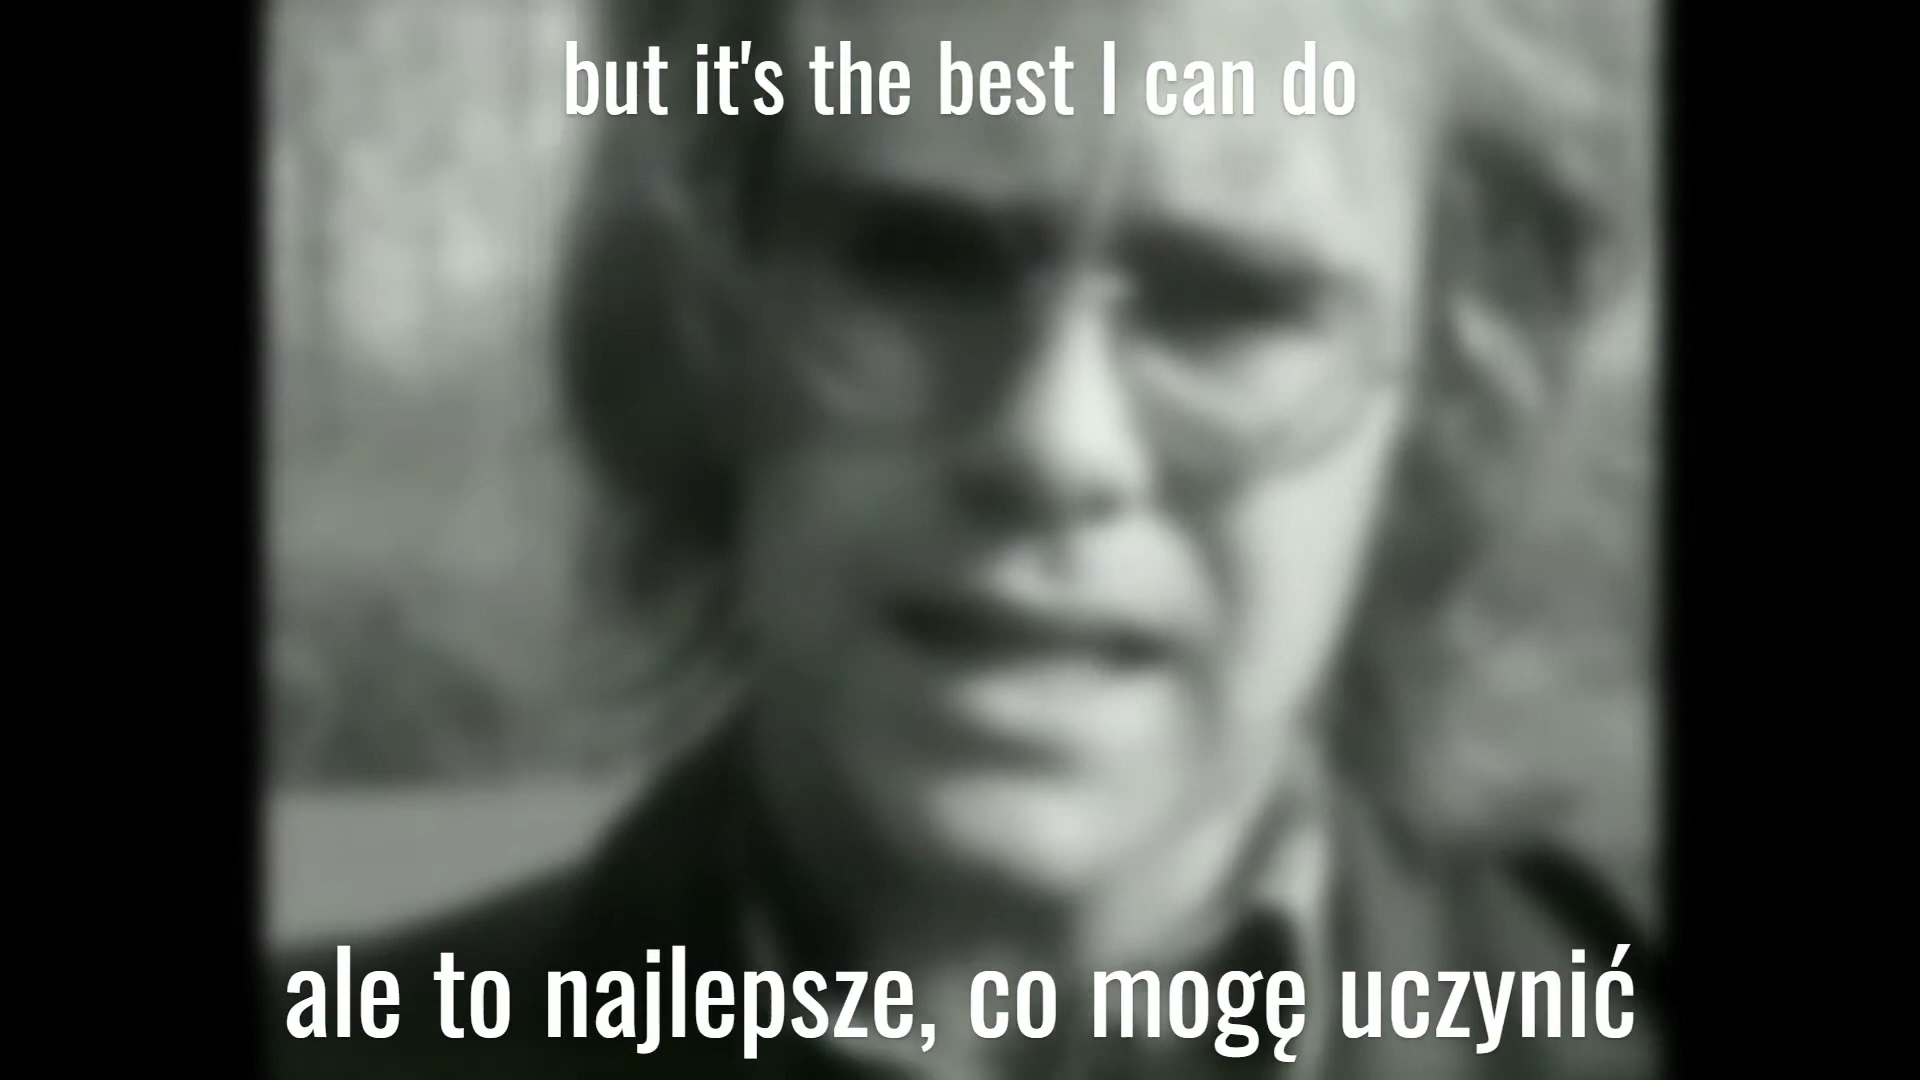 but it's the best I can do
ale to najlepsze, co mogę uczynić